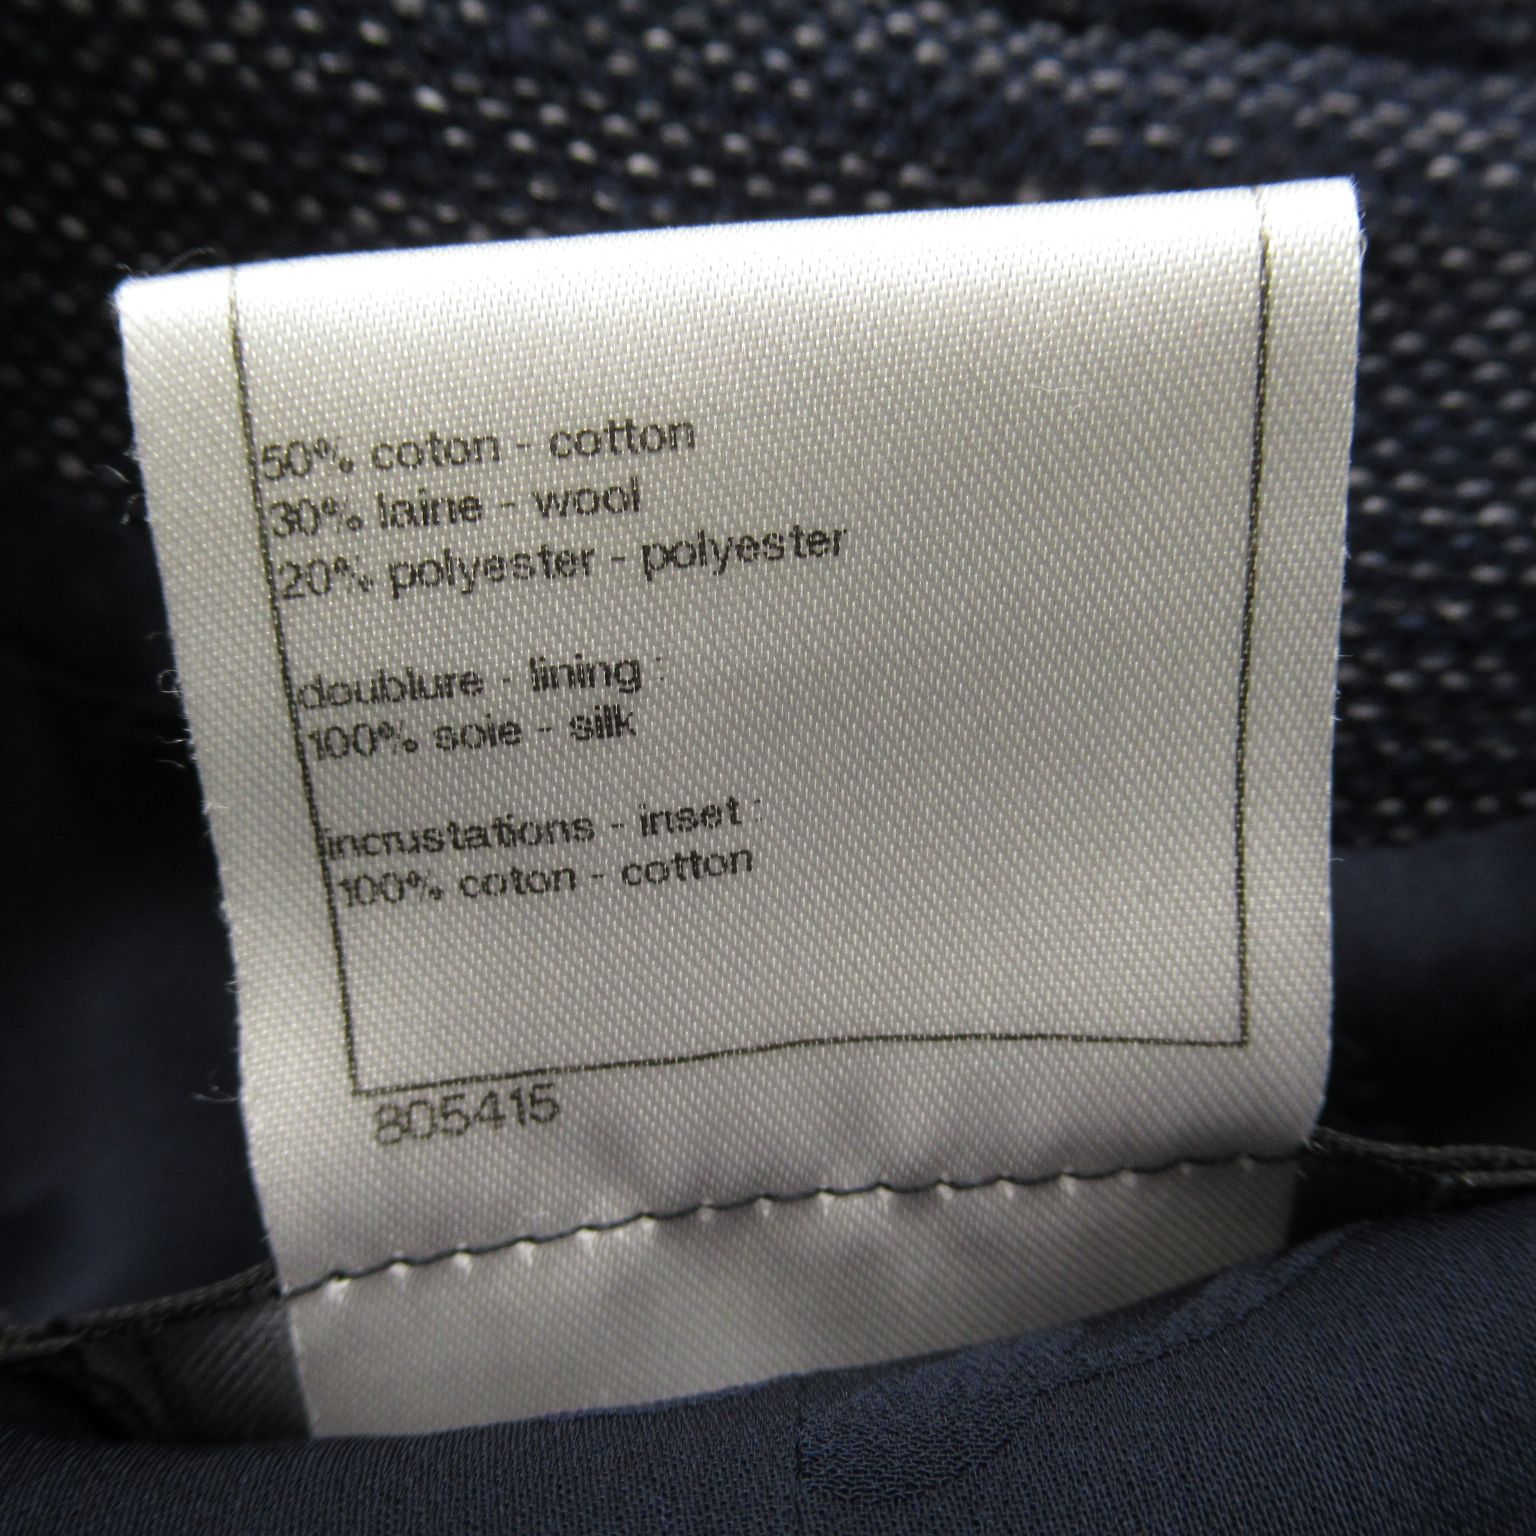 50% coton - cotton
30% laine - wool
20% polyester - polyester
doublure - lining :
100% soie - silk
incrustations - inset :
100% coton - cotton
805415